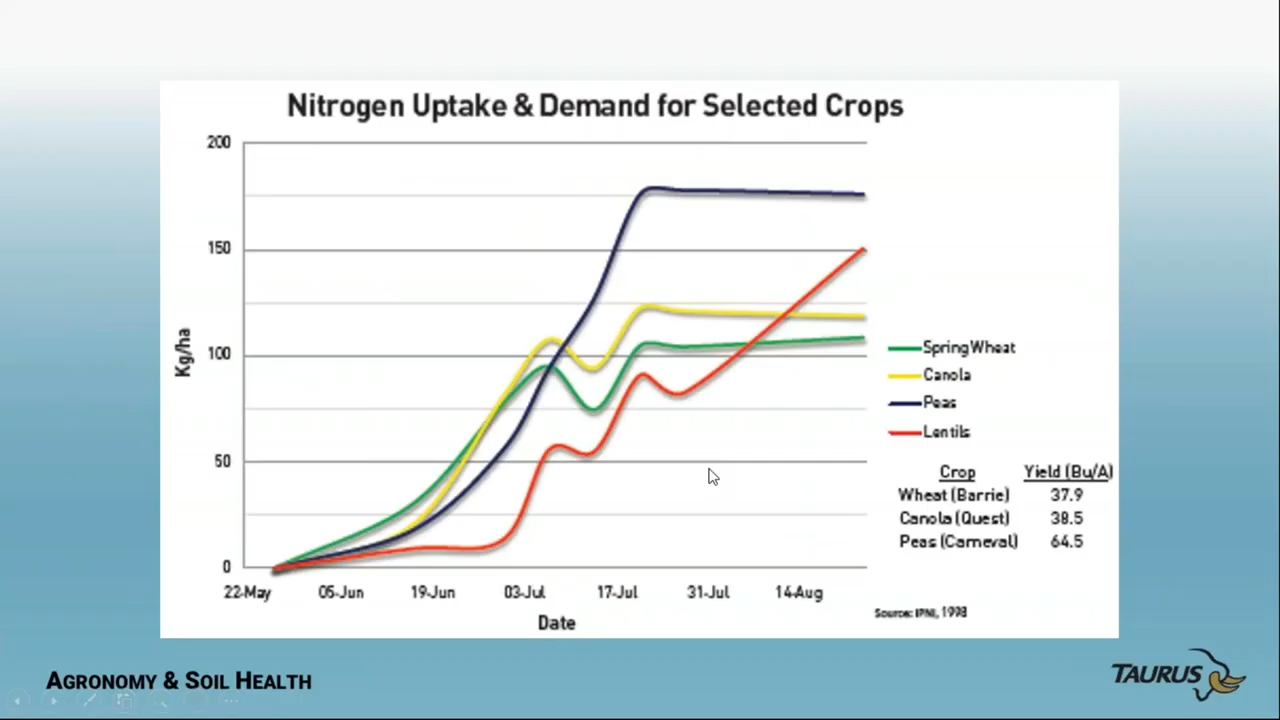 Nitrogen Uptake & Demand for Selected Crops
200
150
100
50
0
Kg/ha
22-May 05-Jun 19-Jun 03-Jul 17-Jul 31-Jul 14-Aug
Date
Spring Wheat
Canola
Peas
Lentils
Crop Yield (Bu/A)
Wheat (Barrie) 37.9
Canola (Quest) 38.5
Peas (Carneval) 64.5
Source: IPNI, 1998
AGRONOMY & SOIL HEALTH
TAURUS